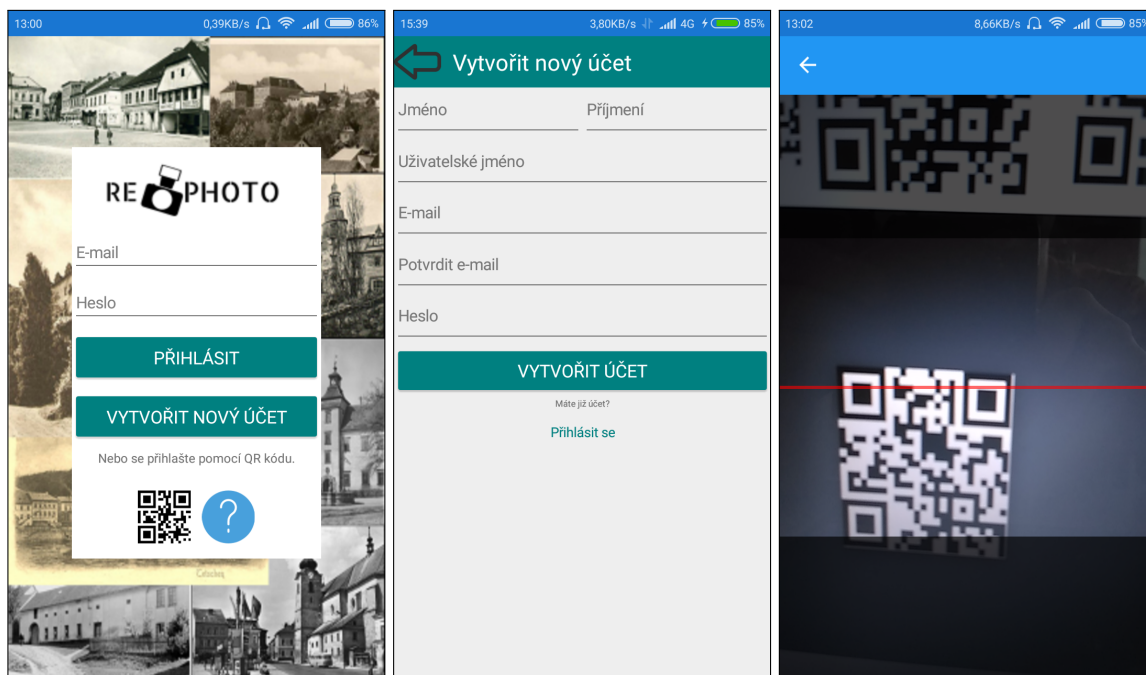 13:00 0,39KB/s 86%
RE PHOTO
E-mail
Heslo
PŘIHLÁSIT
VYTVOŘIT NOVÝ ÚČET
Nebo se přihlašte pomocí QR kódu.
?
15:39 3,80KB/s 4G 85%
Vytvořit nový účet
Jméno Příjmení
Uživatelské jméno
E-mail
Potvrdit e-mail
Heslo
VYTVOŘIT ÚČET
Máte již účet?
Přihlásit se
13:02 8,66KB/s 85%